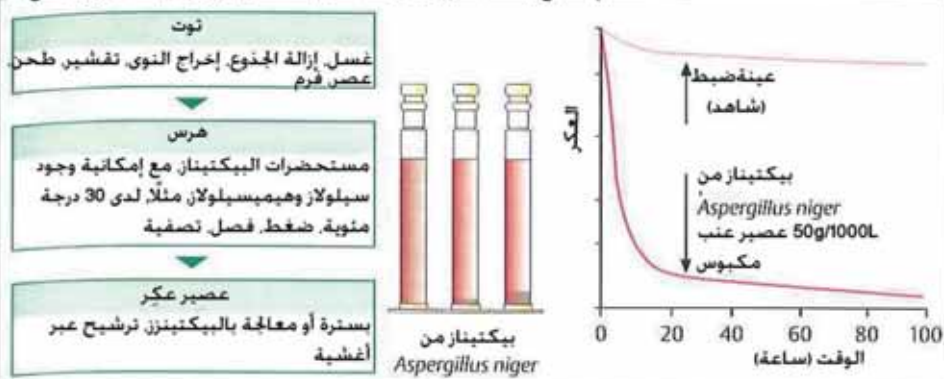 توت
غسل، إزالة الجذوع، إخراج النوى، تقشير، طحن،
عصر، فرم
هرس
مستحضرات البيكتيناز، مع إمكانية وجود
سيلولاز وهيميسيلولاز مثلًا، لدى 30 درجة
مئوية، ضغط، فصل، تصفية
عصير عكر
بسترة أو معالجة بالبيكتينزز، ترشيح عبر
أغشية
بيكتيناز من
Aspergillus niger
العكر
عينة ضبط
(شاهد)
بيكتيناز من
Aspergillus niger
50g/1000L عصير عنب
مكبوس
0 20 40 60 80 100
الوقت (ساعة)